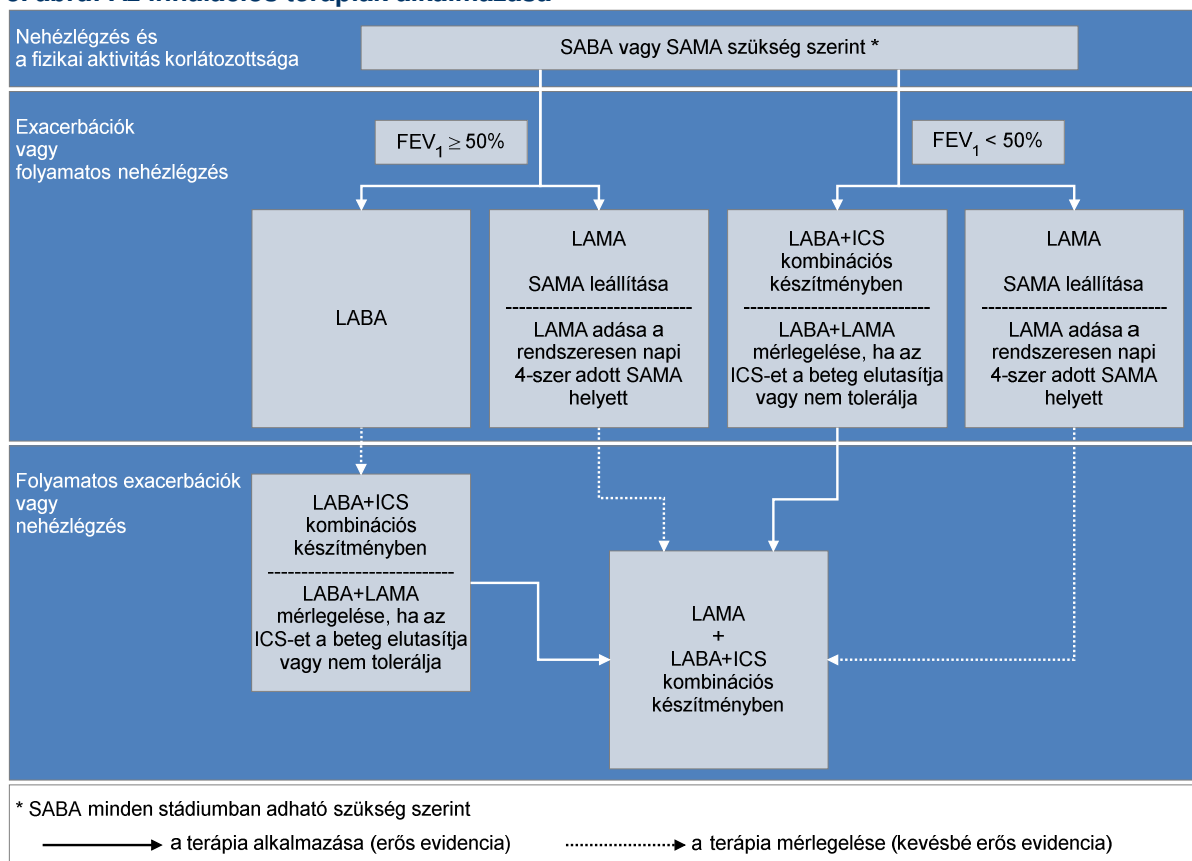 Nehézlégzés és
a fizikai aktivitás korlátozottsága
SABA vagy SAMA szükség szerint *
Exacerbációk
vagy
folyamatos nehézlégzés
FEV1 ≥ 50%
FEV1 < 50%
LABA
LAMA
SAMA leállítása
LAMA adása a
rendszeresen napi
4-szer adott SAMA
helyett
LABA+ICS
kombinációs
készítményben
LABA+LAMA
mérlegelése, ha az
ICS-et a beteg elutasítja
vagy nem tolerálja
LAMA
SAMA leállítása
LAMA adása a
rendszeresen napi
4-szer adott SAMA
helyett
Folyamatos exacerbációk
vagy
nehézlégzés
LABA+ICS
kombinációs
készítményben
LABA+LAMA
mérlegelése, ha az
ICS-et a beteg elutasítja
vagy nem tolerálja
LAMA
+
LABA+ICS
kombinációs
készítményben
* SABA minden stádiumban adható szükség szerint
a terápia alkalmazása (erős evidencia)
a terápia mérlegelése (kevésbé erős evidencia)